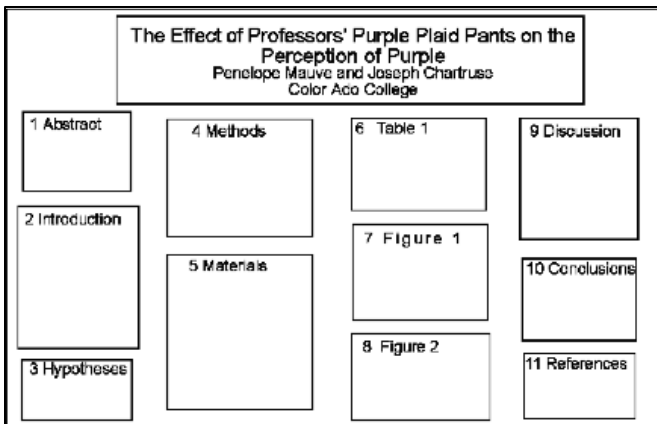 The Effect of Professors' Purple Plaid Pants on the
Perception of Purple
Penelope Mauve and Joseph Chartruse
Color Ado College
1 Abstract
2 Introduction
3 Hypotheses
4 Methods
5 Materials
6 Table 1
7 Figure 1
8 Figure 2
9 Discussion
10 Conclusions
11 References